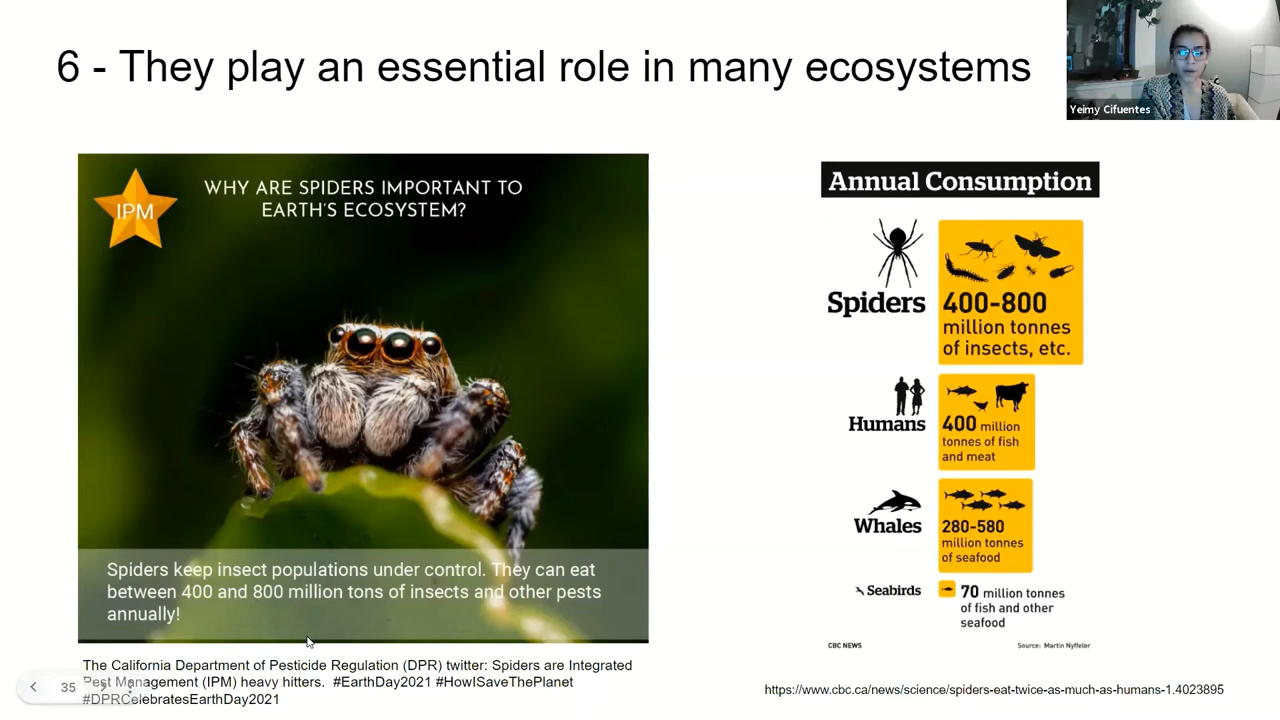 6 - They play an essential role in many ecosystems
Yeimy Cifuentes
IPM
WHY ARE SPIDERS IMPORTANT TO
EARTH'S ECOSYSTEM?
Spiders keep insect populations under control. They can eat
between 400 and 800 million tons of insects and other pests
annually!
The California Department of Pesticide Regulation (DPR) twitter: Spiders are Integrated
Pest Management (IPM) heavy hitters. #EarthDay2021 #HowISaveThePlanet
#DPRCelebratesEarthDay2021
35
Annual Consumption
Spiders
400-800
million tonnes
of insects, etc.
Humans
400 million
tonnes of fish
and meat
Whales
280-580
million tonnes
of seafood
Seabirds
70 million tonnes
of fish and other
seafood
CBC NEWS
Source: Martin Nyffeler
https://www.cbc.ca/news/science/spiders-eat-twice-as-much-as-humans-1.4023895